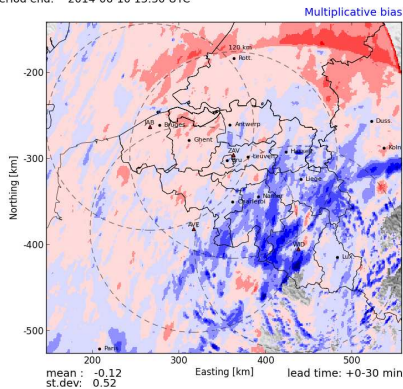 Period end: 2014-06-10 15:30 UTC
Multiplicative bias
120 km
Rott.
JAB
Bruges
Antwerp
Duss.
Ghent
ZAV
Koln
Liege
Namur
Charleroi
AVE
WID
Lux
Paris
-200
-300
-400
-500
Northing [km]
200
300
400
500
Easting [km]
mean : -0.12
st.dev: 0.52
lead time: +0-30 min